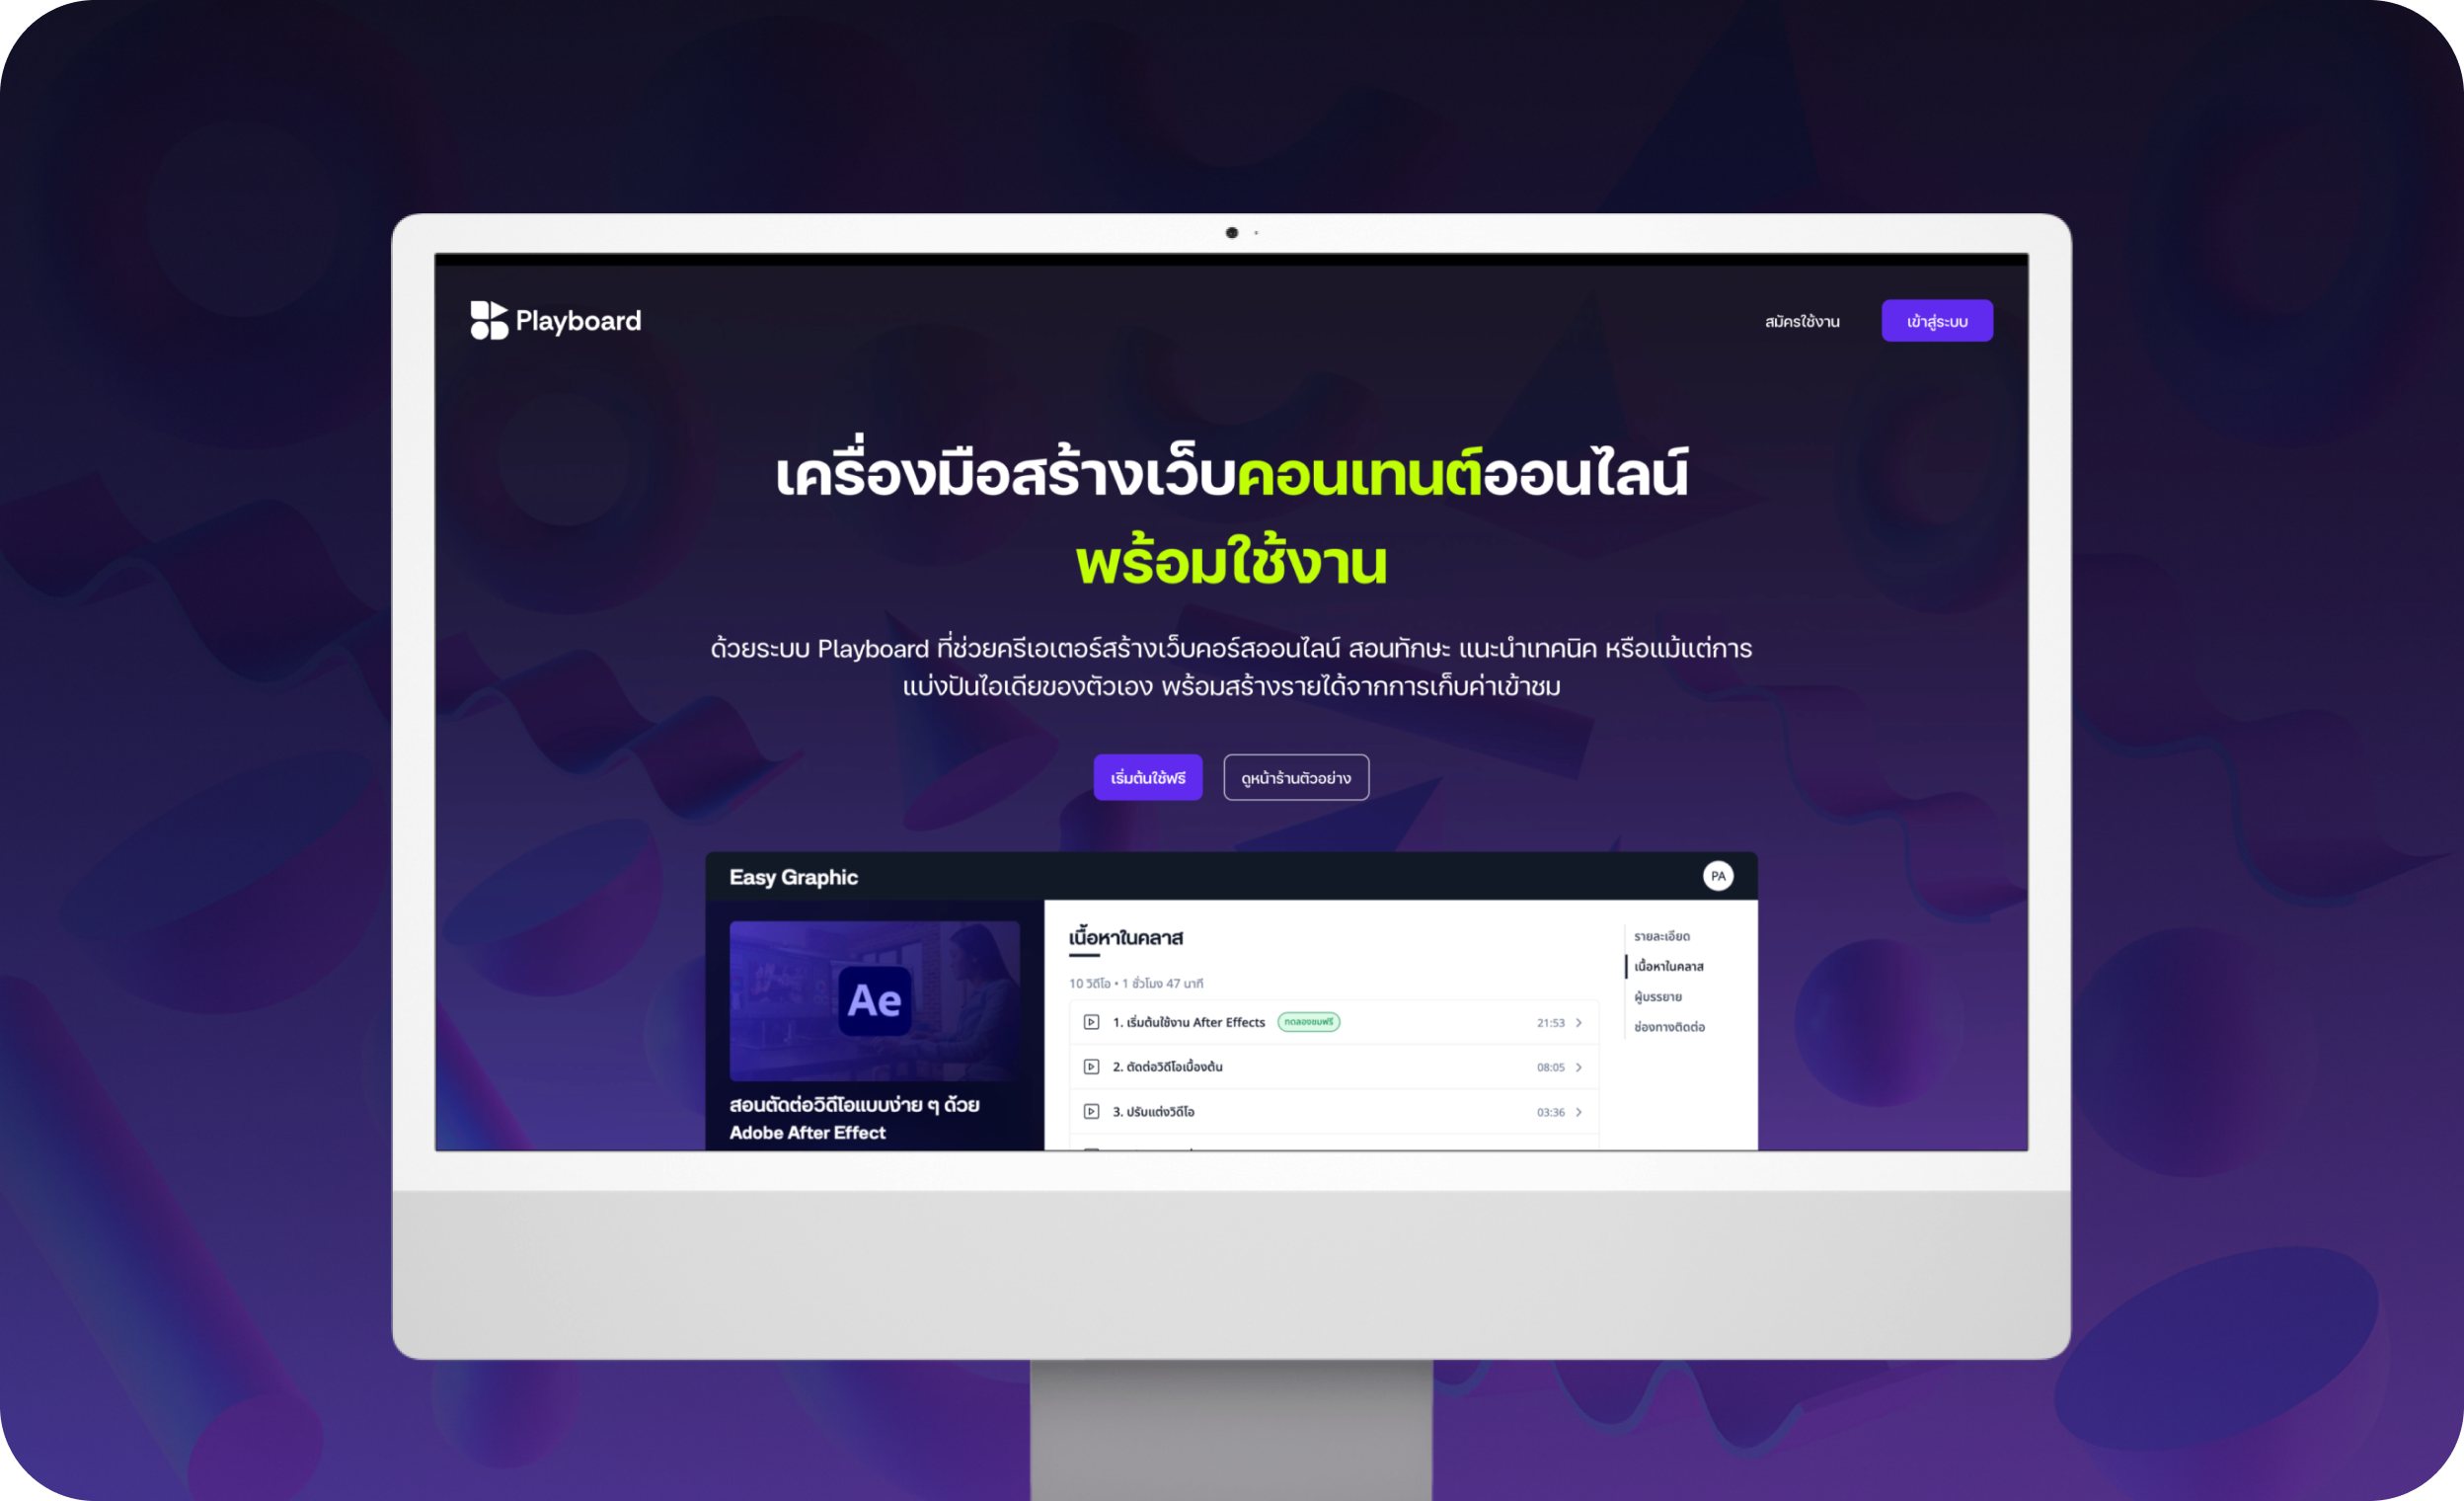 Playboard
สมัครใช้งาน
เข้าสู่ระบบ
เครื่องมือสร้างเว็บคอนเทนต์ออนไลน์
พร้อมใช้งาน
ด้วยระบบ Playboard ที่ช่วยครีเอเตอร์สร้างเว็บคอร์สออนไลน์ สอนทักษะ แนะนำเทคนิค หรือแม้แต่การ
แบ่งปันไอเดียของตัวเอง พร้อมสร้างรายได้จากการเก็บค่าเข้าชม
เริ่มต้นใช้ฟรี
ดูหน้าร้านตัวอย่าง
Easy Graphic
PA
Ae
สอนตัดต่อวิดีโอแบบง่าย ๆ ด้วย
Adobe After Effect
เนื้อหาในคลาส
10 วิดีโอ • 1 ชั่วโมง 47 นาที
1. เริ่มต้นใช้งาน After Effects ทดลองชมฟรี 21:53
2. ตัดต่อวิดีโอเบื้องต้น 08:05
3. ปรับแต่งวิดีโอ 03:36
รายละเอียด
เนื้อหาในคลาส
ผู้บรรยาย
ช่องทางติดต่อ